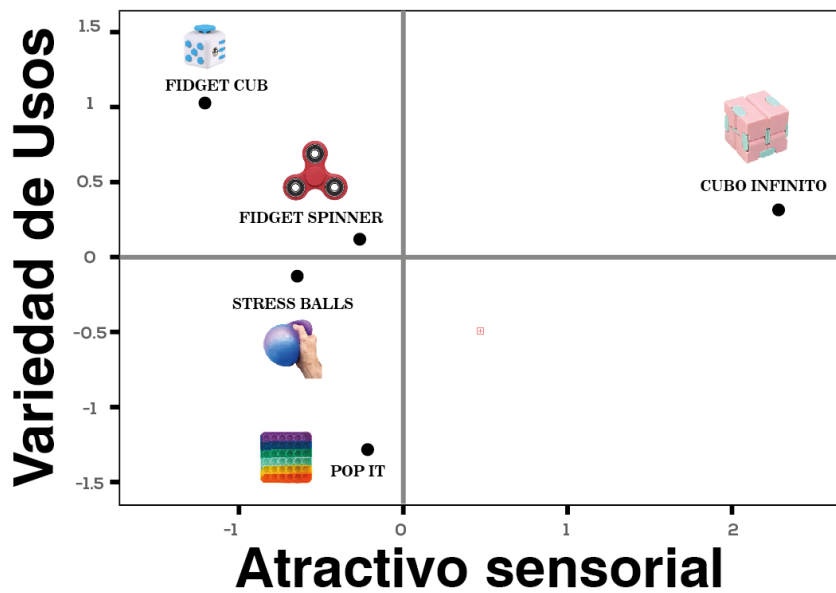 Variedad de Usos
1.5
1
0.5
0
-0.5
-1
-1.5
FIDGET CUB
FIDGET SPINNER
CUBO INFINITO
STRESS BALLS
POP IT
-1
0
1
2
Atractivo sensorial